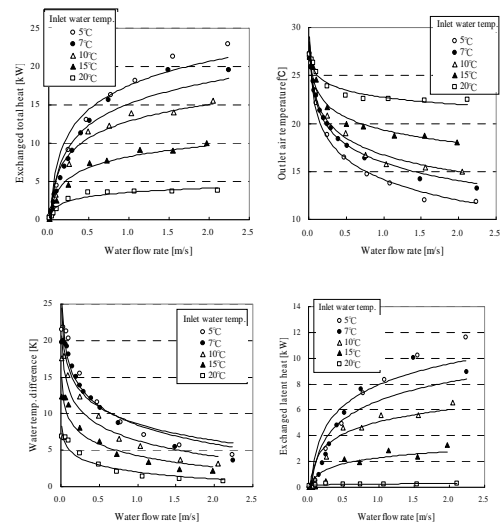 Exchanged total heat [kW]
25
20
15
10
5
0
Inlet water temp.
5℃
7℃
10℃
15℃
20℃
0.0 0.5 1.0 1.5 2.0 2.5
Water flow rate [m/s]
Outlet air temperature [℃]
30
25
20
15
10
Inlet water temp.
5℃
7℃
10℃
15℃
20℃
0.0 0.5 1.0 1.5 2.0 2.5
Water flow rate [m/s]
Water temp. difference [K]
25
20
15
10
5
0
Inlet water temp.
5℃
7℃
10℃
15℃
20℃
0.0 0.5 1.0 1.5 2.0 2.5
Water flow rate [m/s]
Exchanged latent heat [kW]
14
12
10
8
6
4
2
0
Inlet water temp.
5℃
7℃
10℃
15℃
20℃
0.0 0.5 1.0 1.5 2.0 2.5
Water flow rate [m/s]